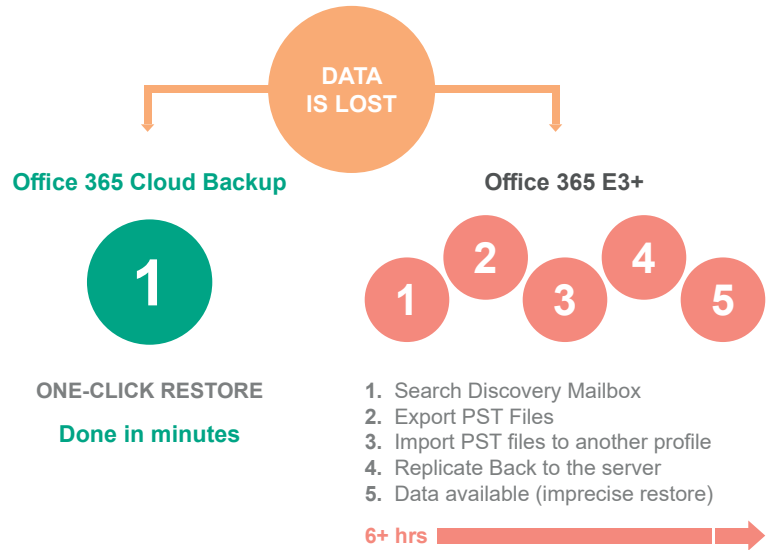 DATA
IS LOST
Office 365 Cloud Backup
Office 365 E3+
1
1
2
3
4
5
ONE-CLICK RESTORE
Done in minutes
1. Search Discovery Mailbox
2. Export PST Files
3. Import PST files to another profile
4. Replicate Back to the server
5. Data available (imprecise restore)
6+ hrs